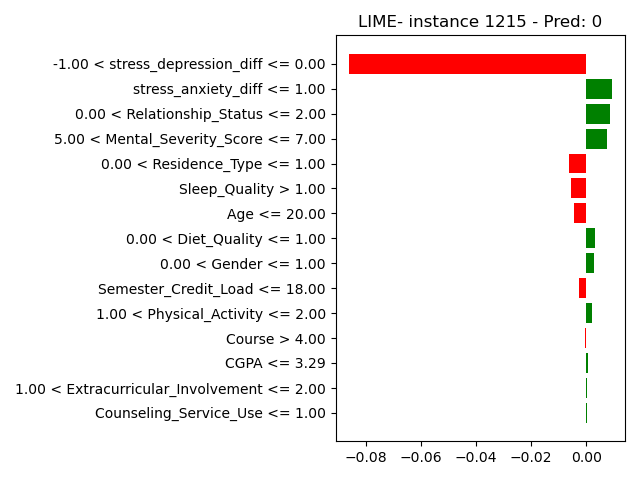 LIME- instance 1215 - Pred: 0
-1.00 < stress_depression_diff <= 0.00
stress_anxiety_diff <= 1.00
0.00 < Relationship_Status <= 2.00
5.00 < Mental_Severity_Score <= 7.00
0.00 < Residence_Type <= 1.00
Sleep_Quality > 1.00
Age <= 20.00
0.00 < Diet_Quality <= 1.00
0.00 < Gender <= 1.00
Semester_Credit_Load <= 18.00
1.00 < Physical_Activity <= 2.00
Course > 4.00
CGPA <= 3.29
1.00 < Extracurricular_Involvement <= 2.00
Counseling_Service_Use <= 1.00
−0.08 −0.06 −0.04 −0.02 0.00